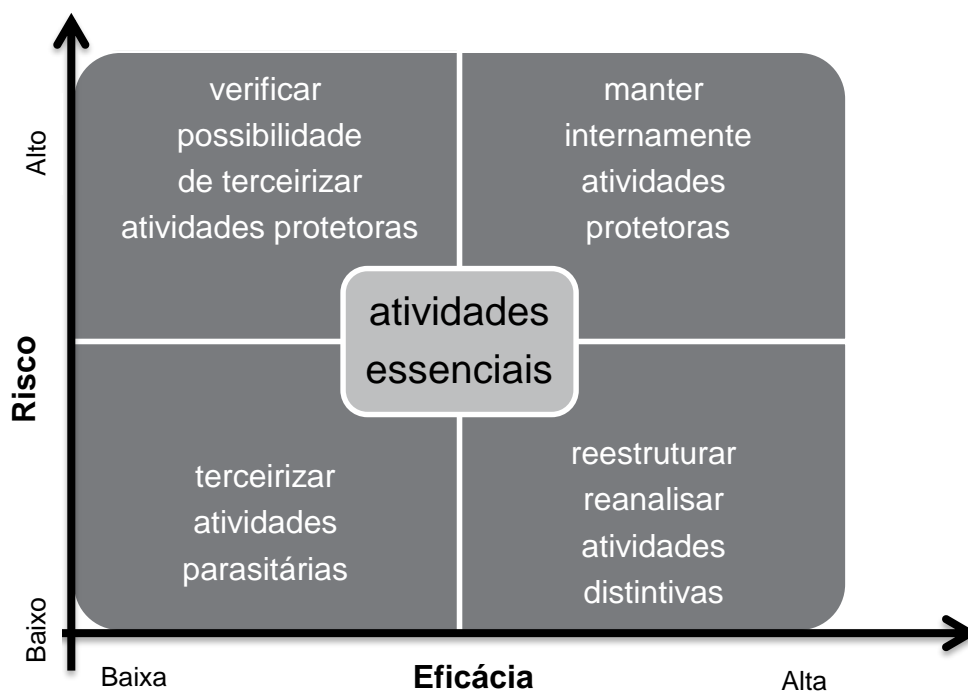 verificar
possibilidade
de terceirizar
atividades protetoras
manter
internamente
atividades
protetoras
atividades
essenciais
terceirizar
atividades
parasitárias
reestruturar
reanalisar
atividades
distintivas
Alto
Risco
Baixo
Baixa
Eficácia
Alta